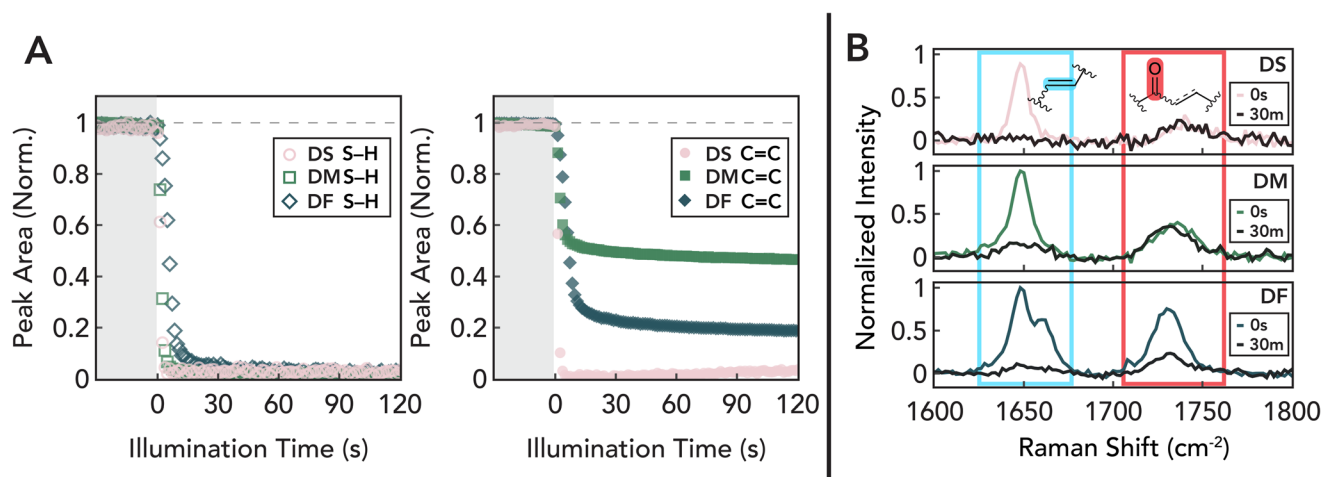 A
Peak Area (Norm.)
1
0.8
0.6
0.4
0.2
0
DS S–H
DM S–H
DF S–H
0 30 60 90 120
Illumination Time (s)
Peak Area (Norm.)
1
0.8
0.6
0.4
0.2
0
DS C=C
DM C=C
DF C=C
0 30 60 90 120
Illumination Time (s)
B
Normalized Intensity
1
0.5
0
O
DS
0s
30m
1
0.5
0
DM
0s
30m
1
0.5
0
DF
0s
30m
1600 1650 1700 1750 1800
Raman Shift (cm⁻²)